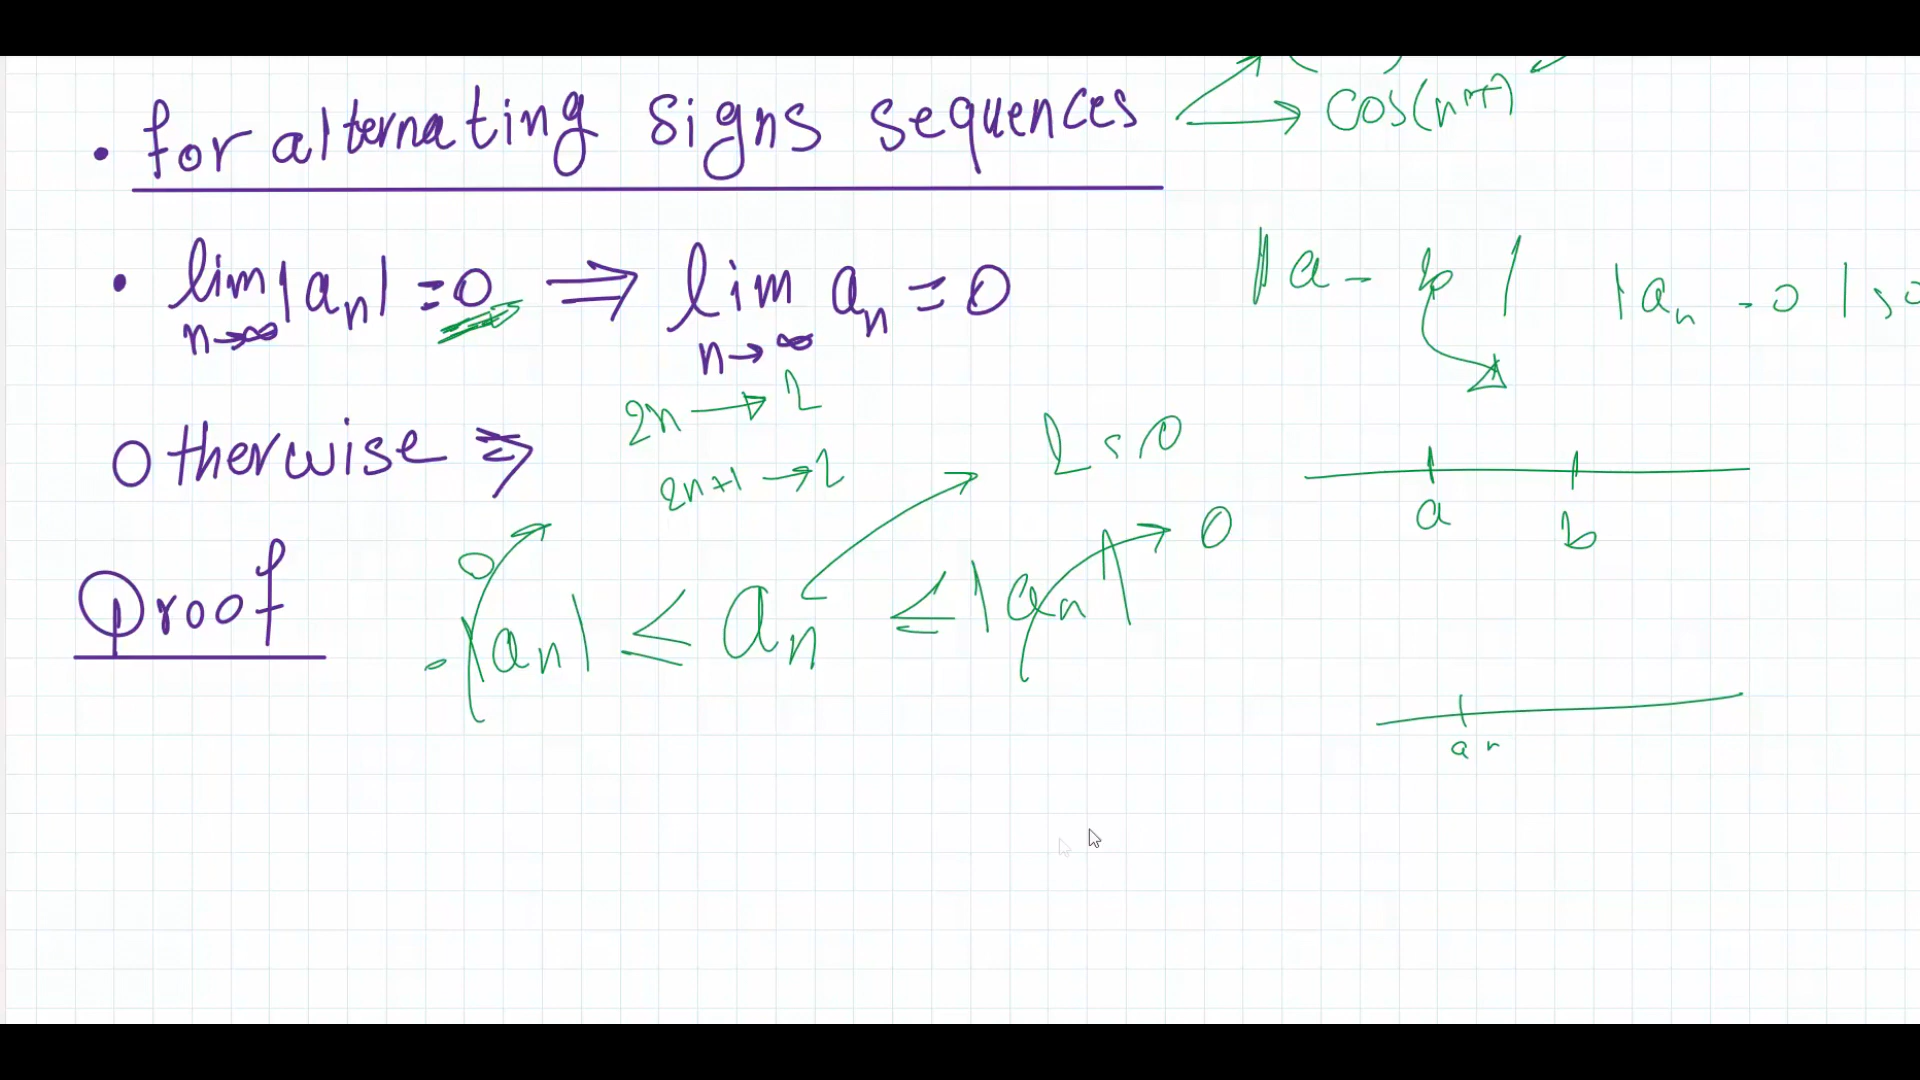 • for alternating signs sequences
cos(nπ)
• lim n→∞ |aₙ| = 0 ⟹ lim n→∞ aₙ = 0
|a - b|
|aₙ - 0|
otherwise ⇒
2n → L
2n+1 → L
L
0
a b
Proof
-|aₙ| ≤ aₙ ≤ |aₙ| → 0
0
a n